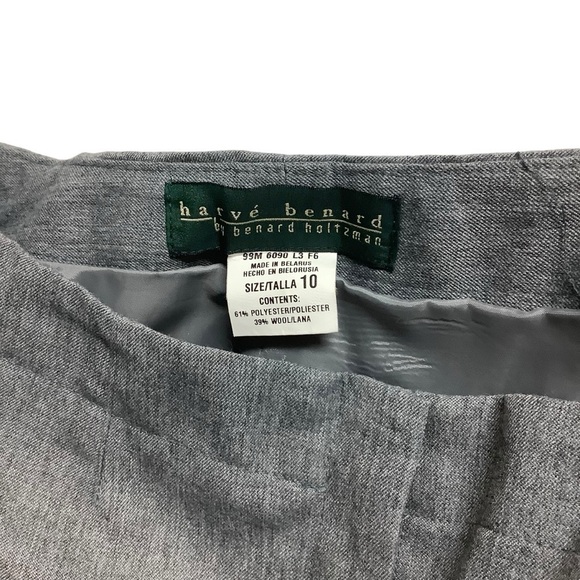 harvé benard
by benard holtzman
99M 6090 L3 F6
MADE IN BELARUS
HECHO EN BIELORUSIA
SIZE/TALLA 10
CONTENTS:
61% POLYESTER/POLIESTER
39% WOOL/LANA